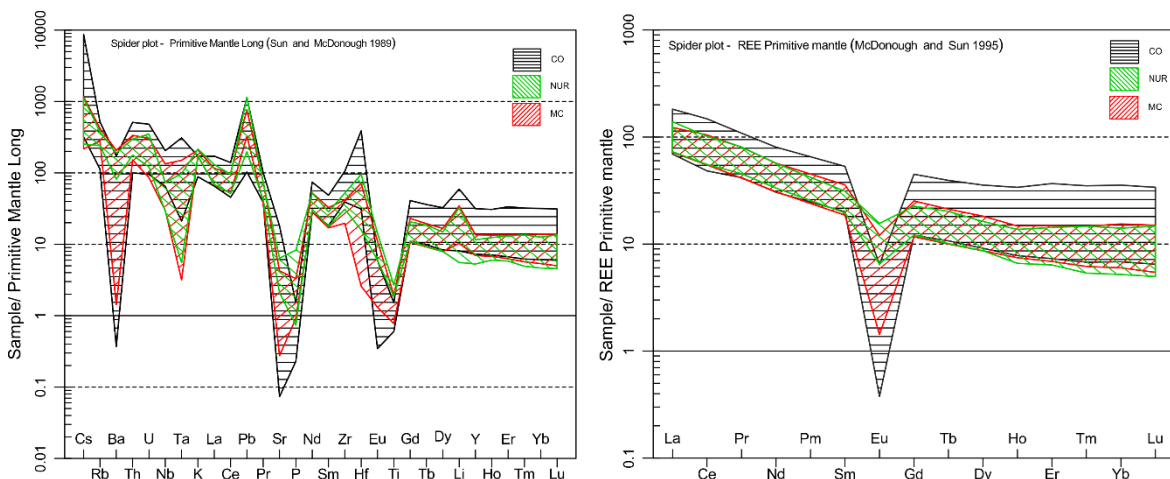 Spider plot - Primitive Mantle Long (Sun and McDonough 1989)
CO
NUR
MC
Sample/ Primitive Mantle Long
10000
1000
100
10
1
0.1
0.01
Cs Ba U Ta K La Pb Sr Nd Zr Eu Gd Dy Y Er Yb
Rb Th Nb Ce Pr P Sm Hf Ti Tb Li Ho Tm Lu
Spider plot - REE Primitive mantle (McDonough and Sun 1995)
CO
NUR
MC
Sample/ REE Primitive mantle
1000
100
10
1
0.1
La Pr Pm Eu Tb Ho Tm Lu
Ce Nd Sm Gd Dy Er Yb